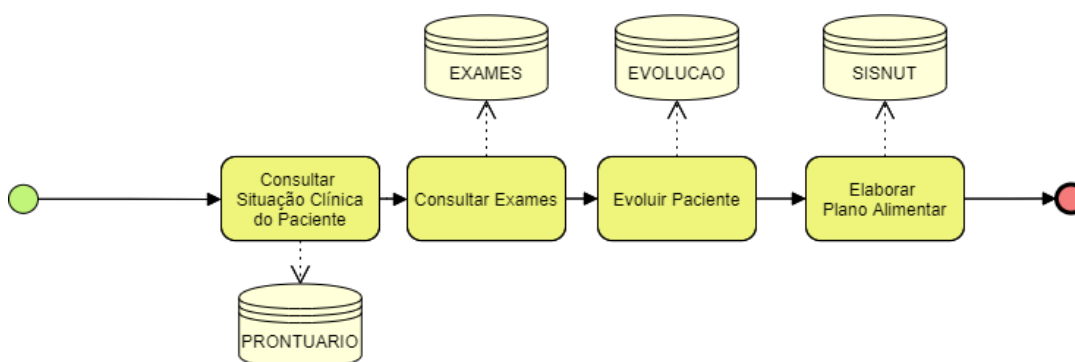 EXAMES
EVOLUCAO
SISNUT
Consultar
Situação Clínica
do Paciente
Consultar Exames
Evoluir Paciente
Elaborar
Plano Alimentar
PRONTUARIO